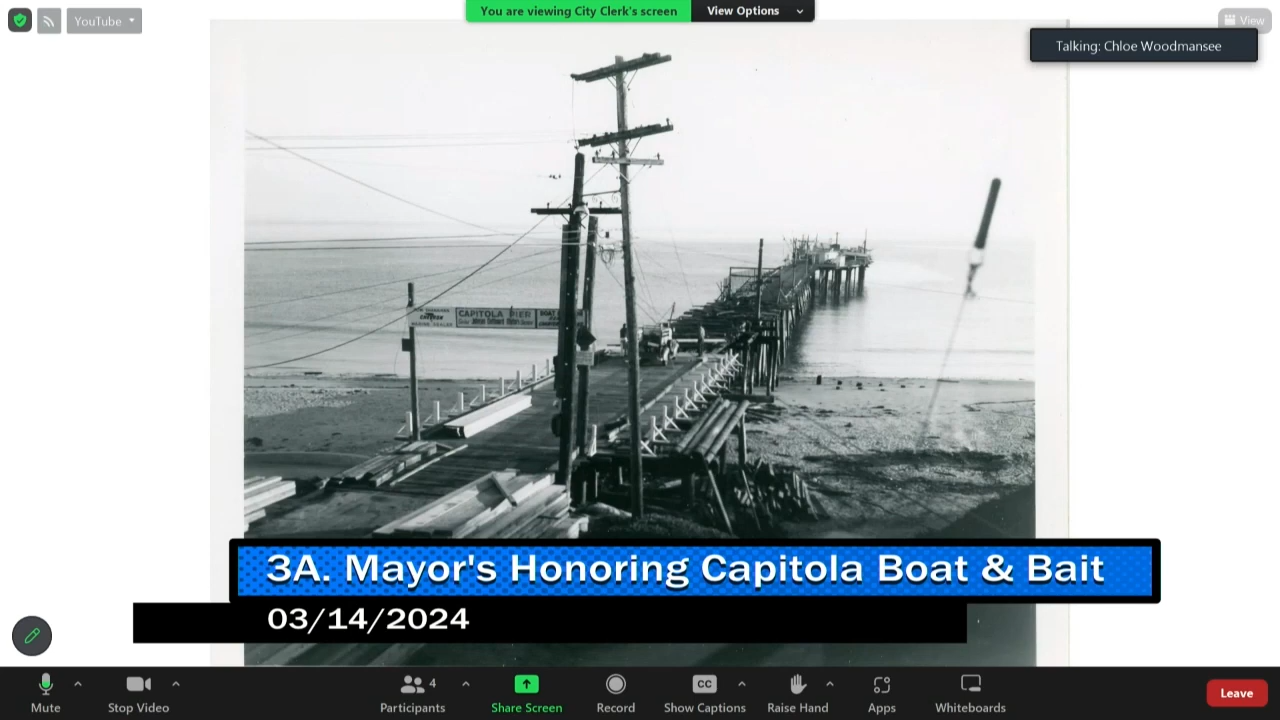 YouTube
You are viewing City Clerk's screen
View Options
View
Talking: Chloe Woodmansee
CAPITOLA PIER
BOAT
3A. Mayor's Honoring Capitola Boat & Bait
03/14/2024
Mute
Stop Video
4
Participants
Share Screen
Record
CC
Show Captions
Raise Hand
Apps
Whiteboards
Leave